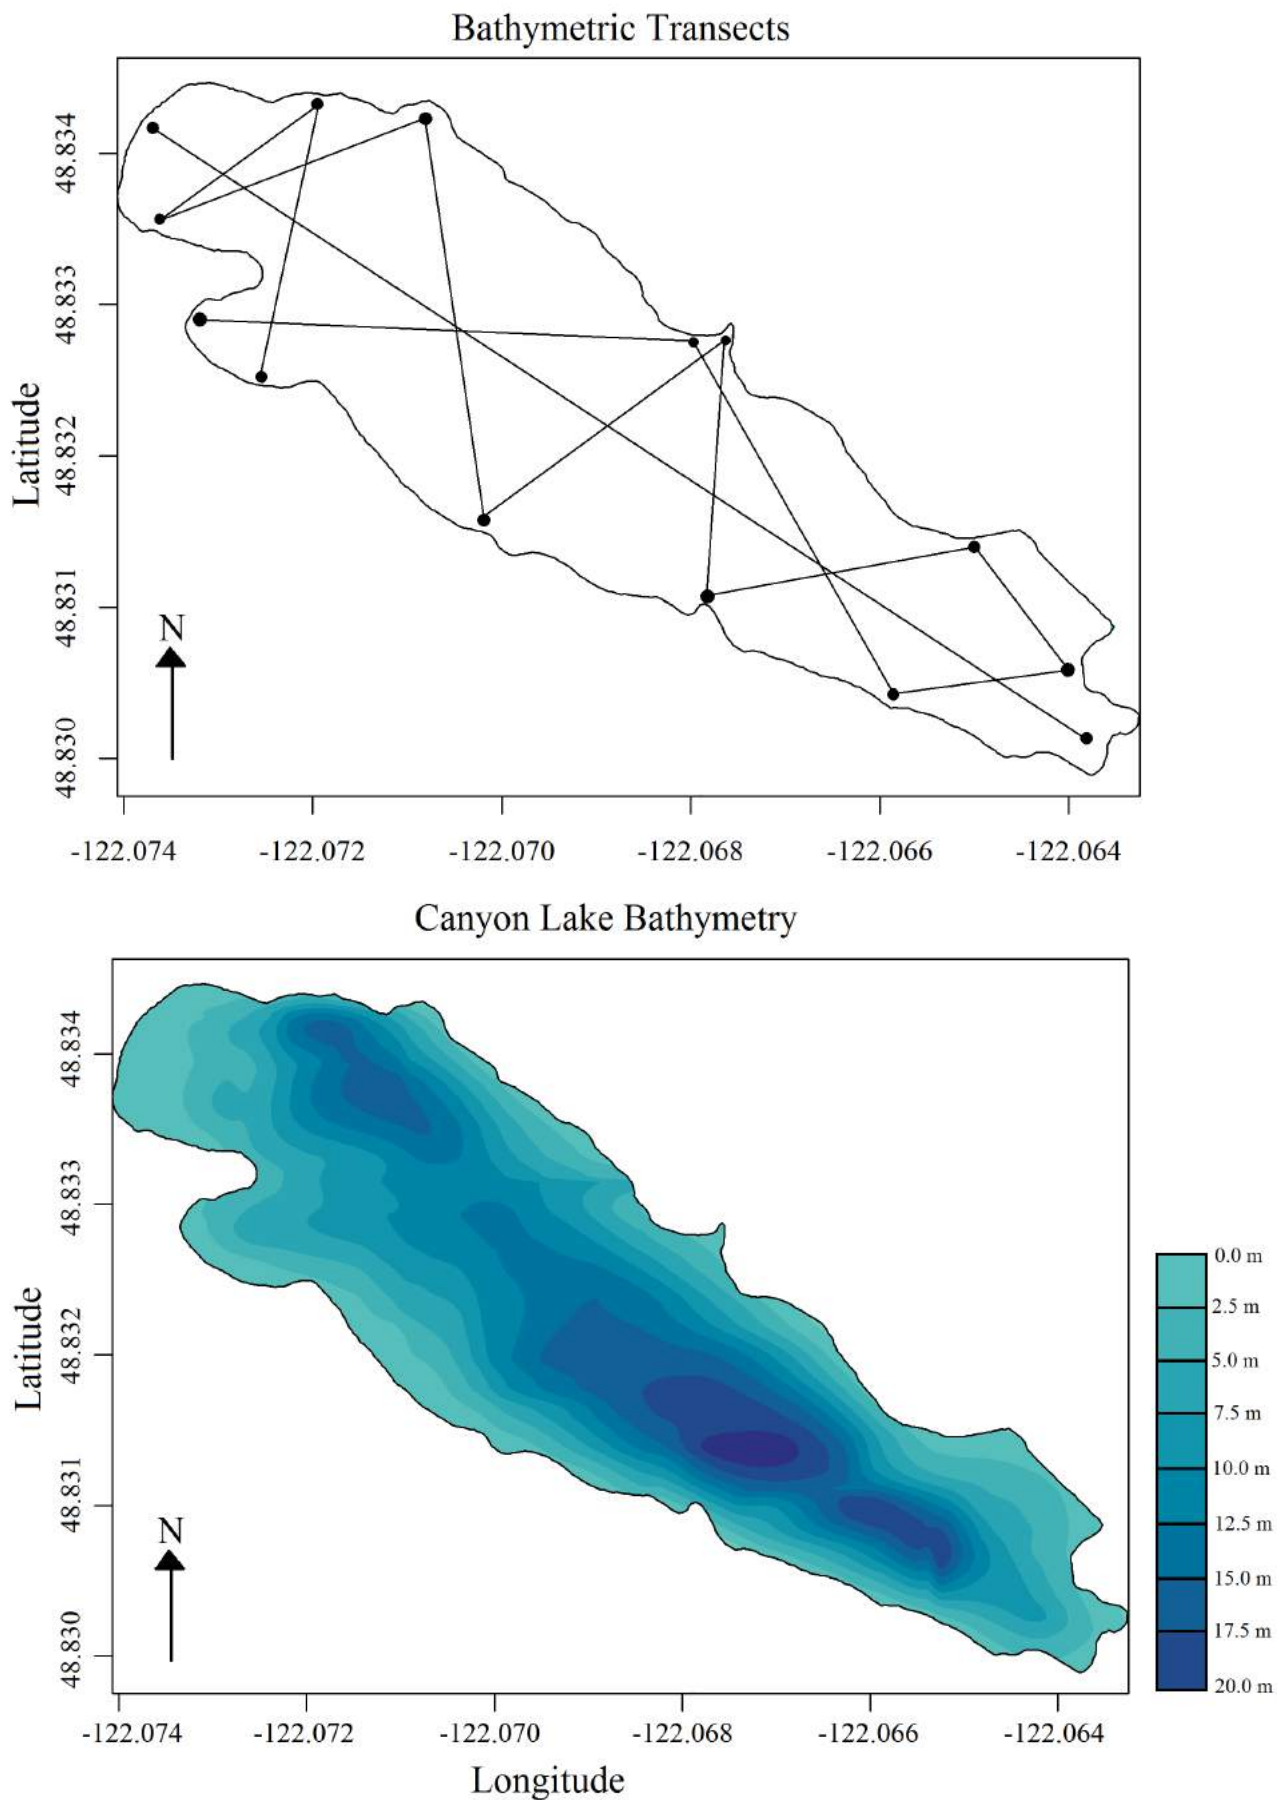 Bathymetric Transects
Latitude
48.834
48.833
48.832
48.831
48.830
N
-122.074 -122.072 -122.070 -122.068 -122.066 -122.064
Canyon Lake Bathymetry
Latitude
48.834
48.833
48.832
48.831
48.830
N
0.0 m
2.5 m
5.0 m
7.5 m
10.0 m
12.5 m
15.0 m
17.5 m
20.0 m
-122.074 -122.072 -122.070 -122.068 -122.066 -122.064
Longitude